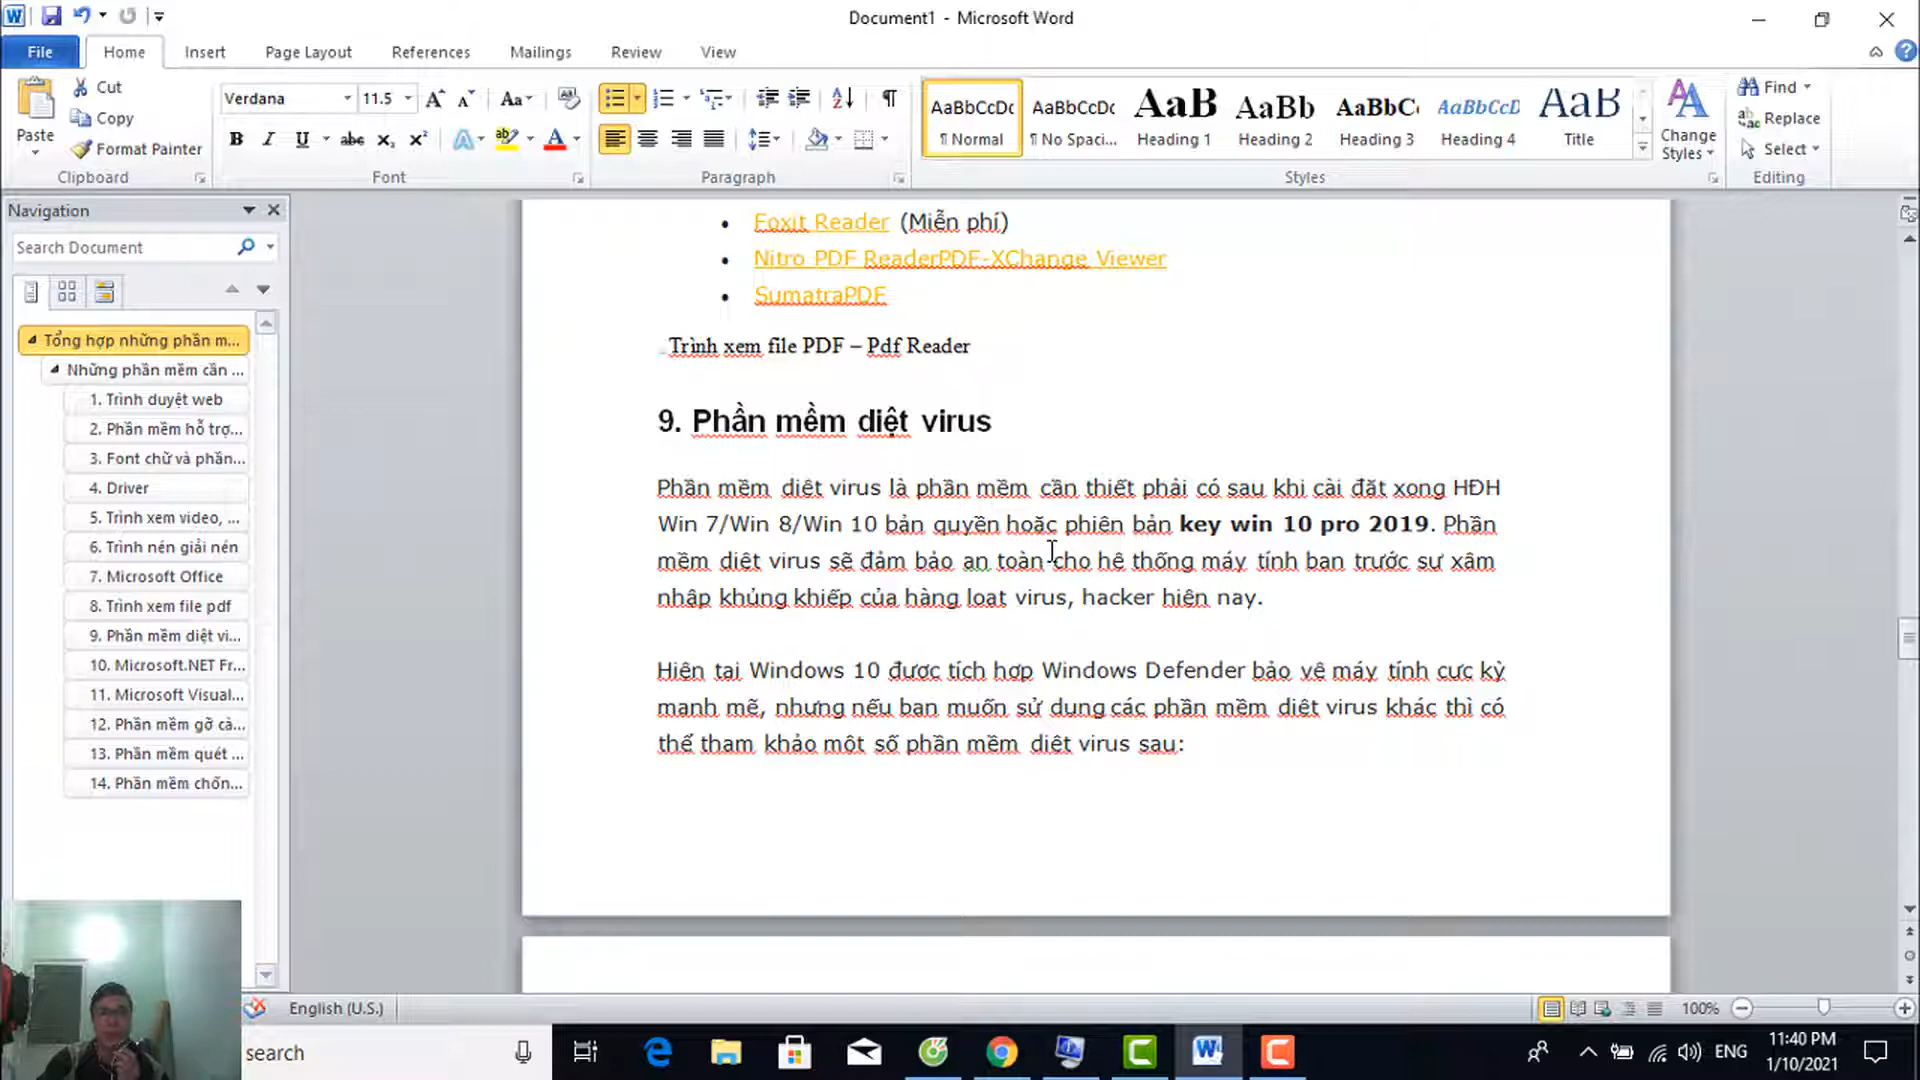 Document1 - Microsoft Word
File Home Insert Page Layout References Mailings Review View
Cut
Copy
Format Painter
Paste
Clipboard
Verdana 11.5
Font
Paragraph
AaBbCcDc AaBbCcDc AaBbC AaBb AaBbCc AaBbCcD AaB
¶ Normal ¶ No Spaci... Heading 1 Heading 2 Heading 3 Heading 4 Title
Change Styles
Styles
Find
Replace
Select
Editing
Navigation
Search Document
Tổng hợp những phần m...
Những phần mềm cần ...
1. Trình duyệt web
2. Phần mềm hỗ trợ...
3. Font chữ và phần...
4. Driver
5. Trình xem video, ...
6. Trình nén giải nén
7. Microsoft Office
8. Trình xem file pdf
9. Phần mềm diệt vi...
10. Microsoft.NET Fr...
11. Microsoft Visual...
12. Phần mềm gỡ cà...
13. Phần mềm quét ...
14. Phần mềm chốn...
• Foxit Reader (Miễn phí)
• Nitro PDF ReaderPDF-XChange Viewer
• SumatraPDF
Trình xem file PDF – Pdf Reader
9. Phần mềm diệt virus
Phần mềm diệt virus là phần mềm cần thiết phải có sau khi cài đặt xong HĐH
Win 7/Win 8/Win 10 bản quyền hoặc phiên bản key win 10 pro 2019. Phần
mềm diệt virus sẽ đảm bảo an toàn cho hệ thống máy tính bạn trước sự xâm
nhập khủng khiếp của hàng loạt virus, hacker hiện nay.
Hiện tại Windows 10 được tích hợp Windows Defender bảo vệ máy tính cực kỳ
mạnh mẽ, nhưng nếu bạn muốn sử dụng các phần mềm diệt virus khác thì có
thể tham khảo một số phần mềm diệt virus sau:
English (U.S.)
100%
search
ENG
11:40 PM
1/10/2021